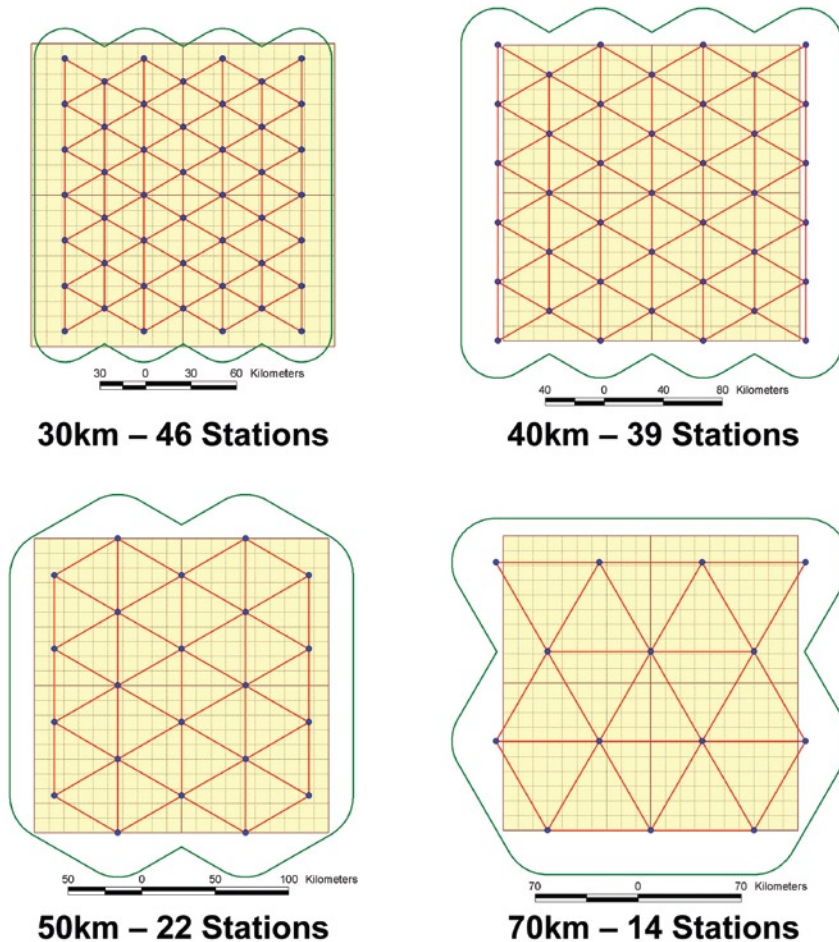 30 0 30 60 Kilometers
30km – 46 Stations
40 0 40 80 Kilometers
40km – 39 Stations
50 0 50 100 Kilometers
50km – 22 Stations
70 0 70 Kilometers
70km – 14 Stations